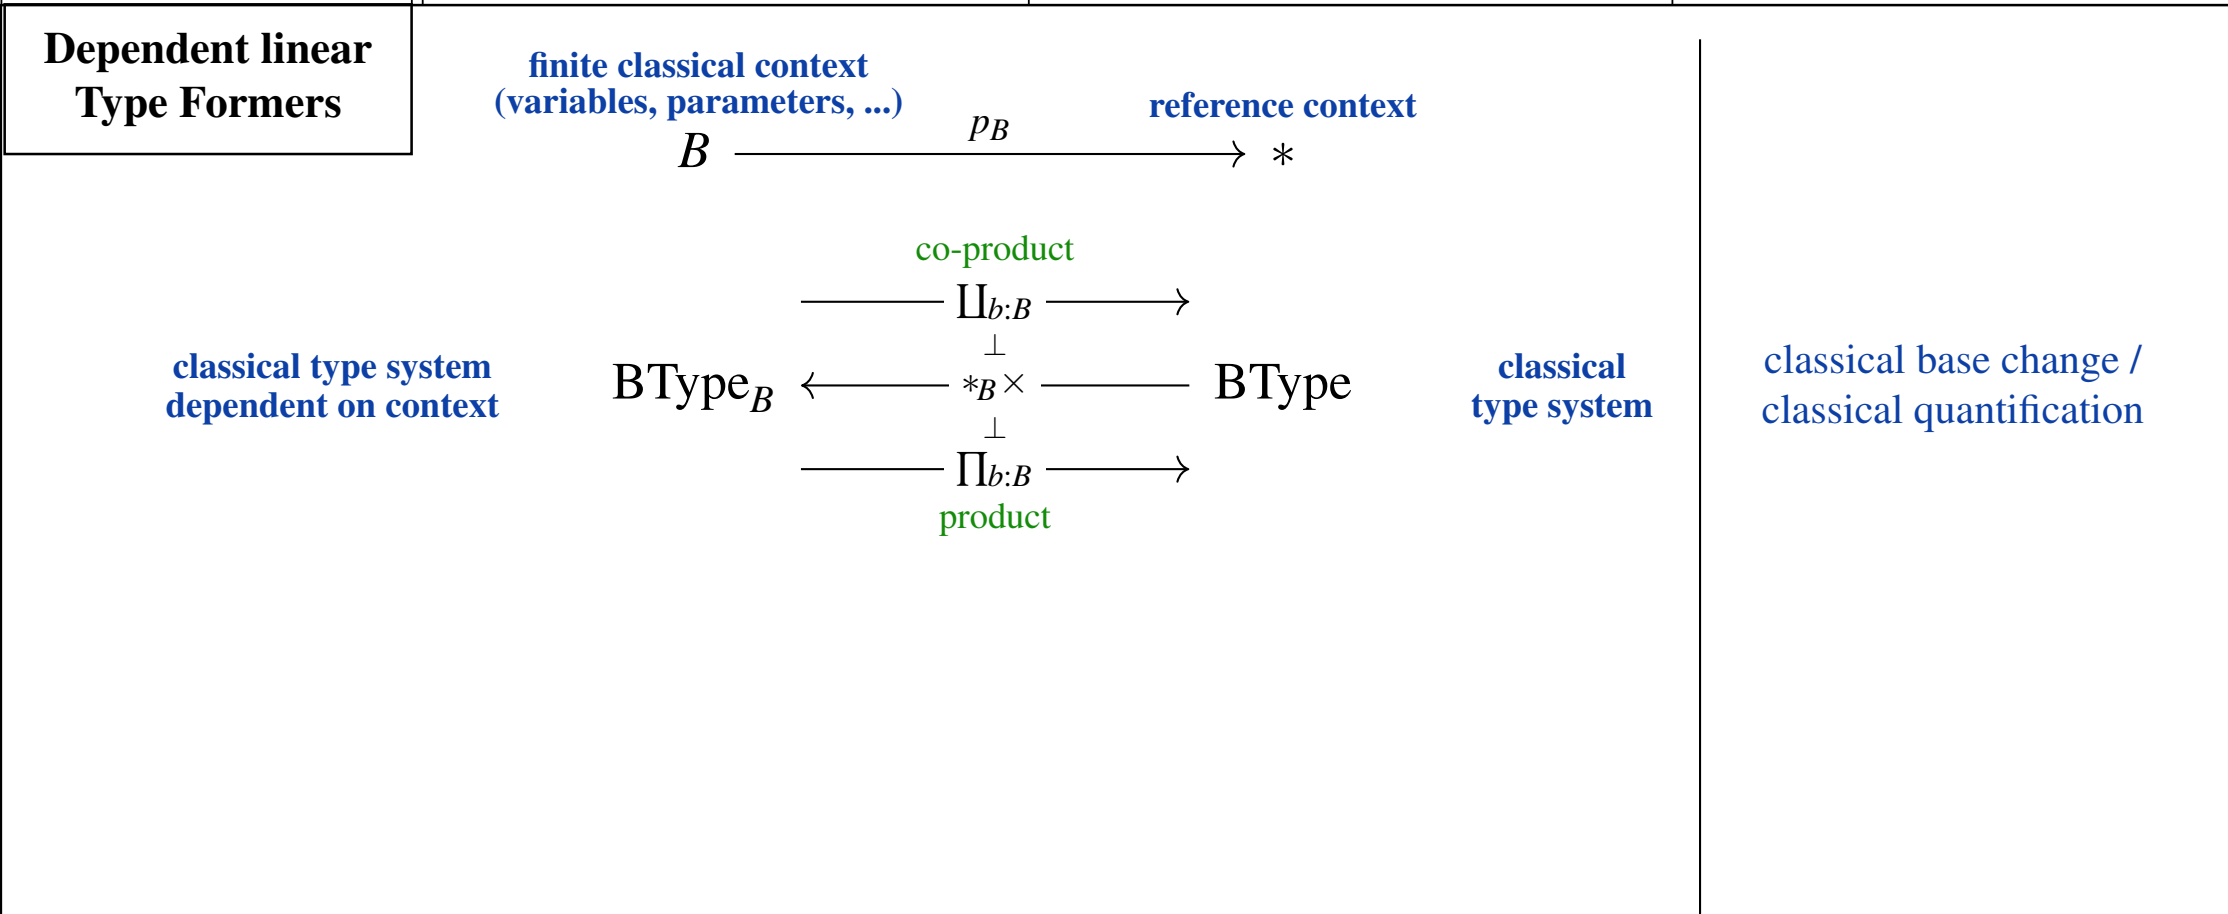 Dependent linear
Type Formers
finite classical context
(variables, parameters, ...)
reference context
p_B
B ⟶ *
co-product
∐_{b:B}
⊥
classical type system
dependent on context
BType_B ⟵ *_B × — BType
classical
type system
classical base change /
classical quantification
⊥
∏_{b:B}
product